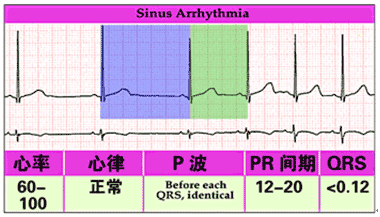 Sinus Arrhythmia
心率 心律 P 波 PR 间期 QRS
60-100 正常 Before each QRS, identical 12-20 <0.12